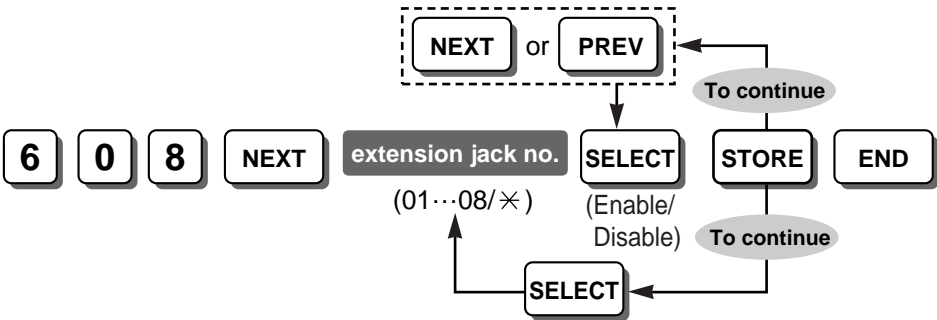 NEXT or PREV
To continue
6 0 8 NEXT extension jack no. SELECT STORE END
(01···08/✳) (Enable/
Disable) To continue
SELECT